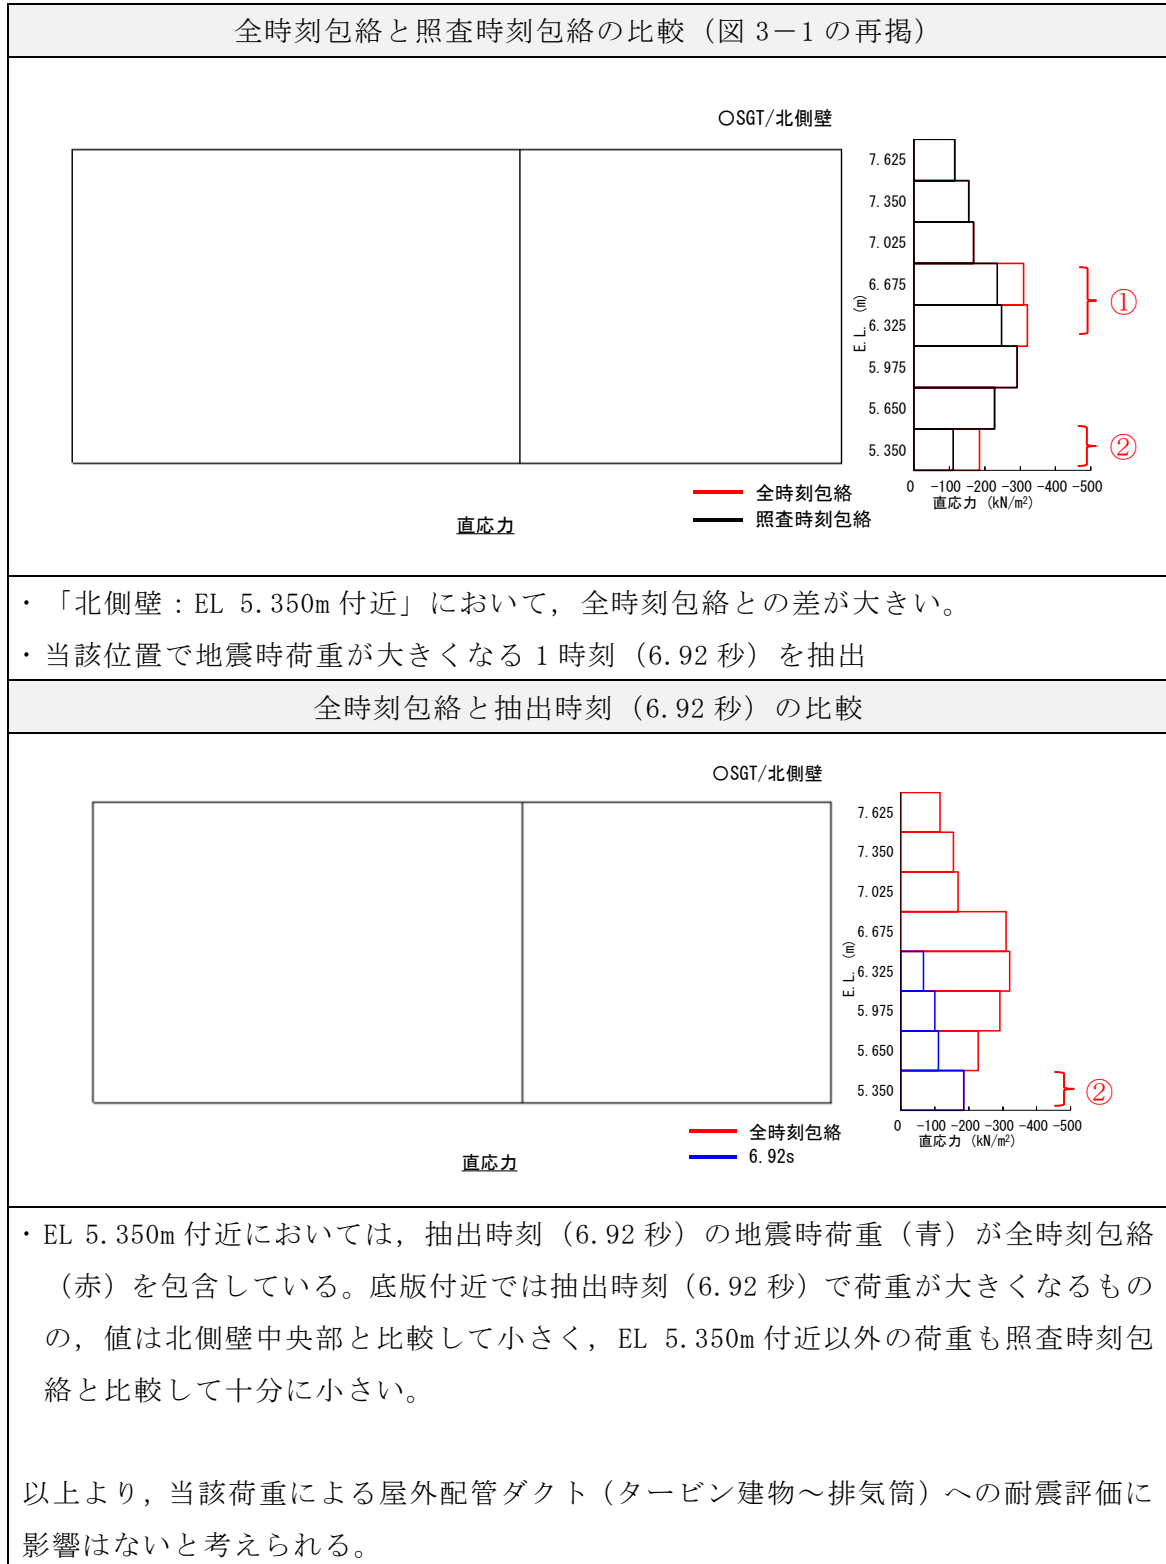 全時刻包絡と照査時刻包絡の比較（図 3－1 の再掲）
○SGT/北側壁
7.625
7.350
7.025
6.675
6.325
5.975
5.650
5.350
E.L. (m)
①
②
0 -100 -200 -300 -400 -500
直応力 (kN/m²)
全時刻包絡
照査時刻包絡
直応力
・「北側壁：EL 5.350m 付近」において，全時刻包絡との差が大きい。
・当該位置で地震時荷重が大きくなる 1 時刻（6.92 秒）を抽出
全時刻包絡と抽出時刻（6.92 秒）の比較
○SGT/北側壁
7.625
7.350
7.025
6.675
6.325
5.975
5.650
5.350
E.L. (m)
②
0 -100 -200 -300 -400 -500
直応力 (kN/m²)
全時刻包絡
6.92s
直応力
・EL 5.350m 付近においては，抽出時刻（6.92 秒）の地震時荷重（青）が全時刻包絡
（赤）を包含している。底版付近では抽出時刻（6.92 秒）で荷重が大きくなるもの
の，値は北側壁中央部と比較して小さく，EL 5.350m 付近以外の荷重も照査時刻包
絡と比較して十分に小さい。
以上より，当該荷重による屋外配管ダクト（タービン建物～排気筒）への耐震評価に
影響はないと考えられる。